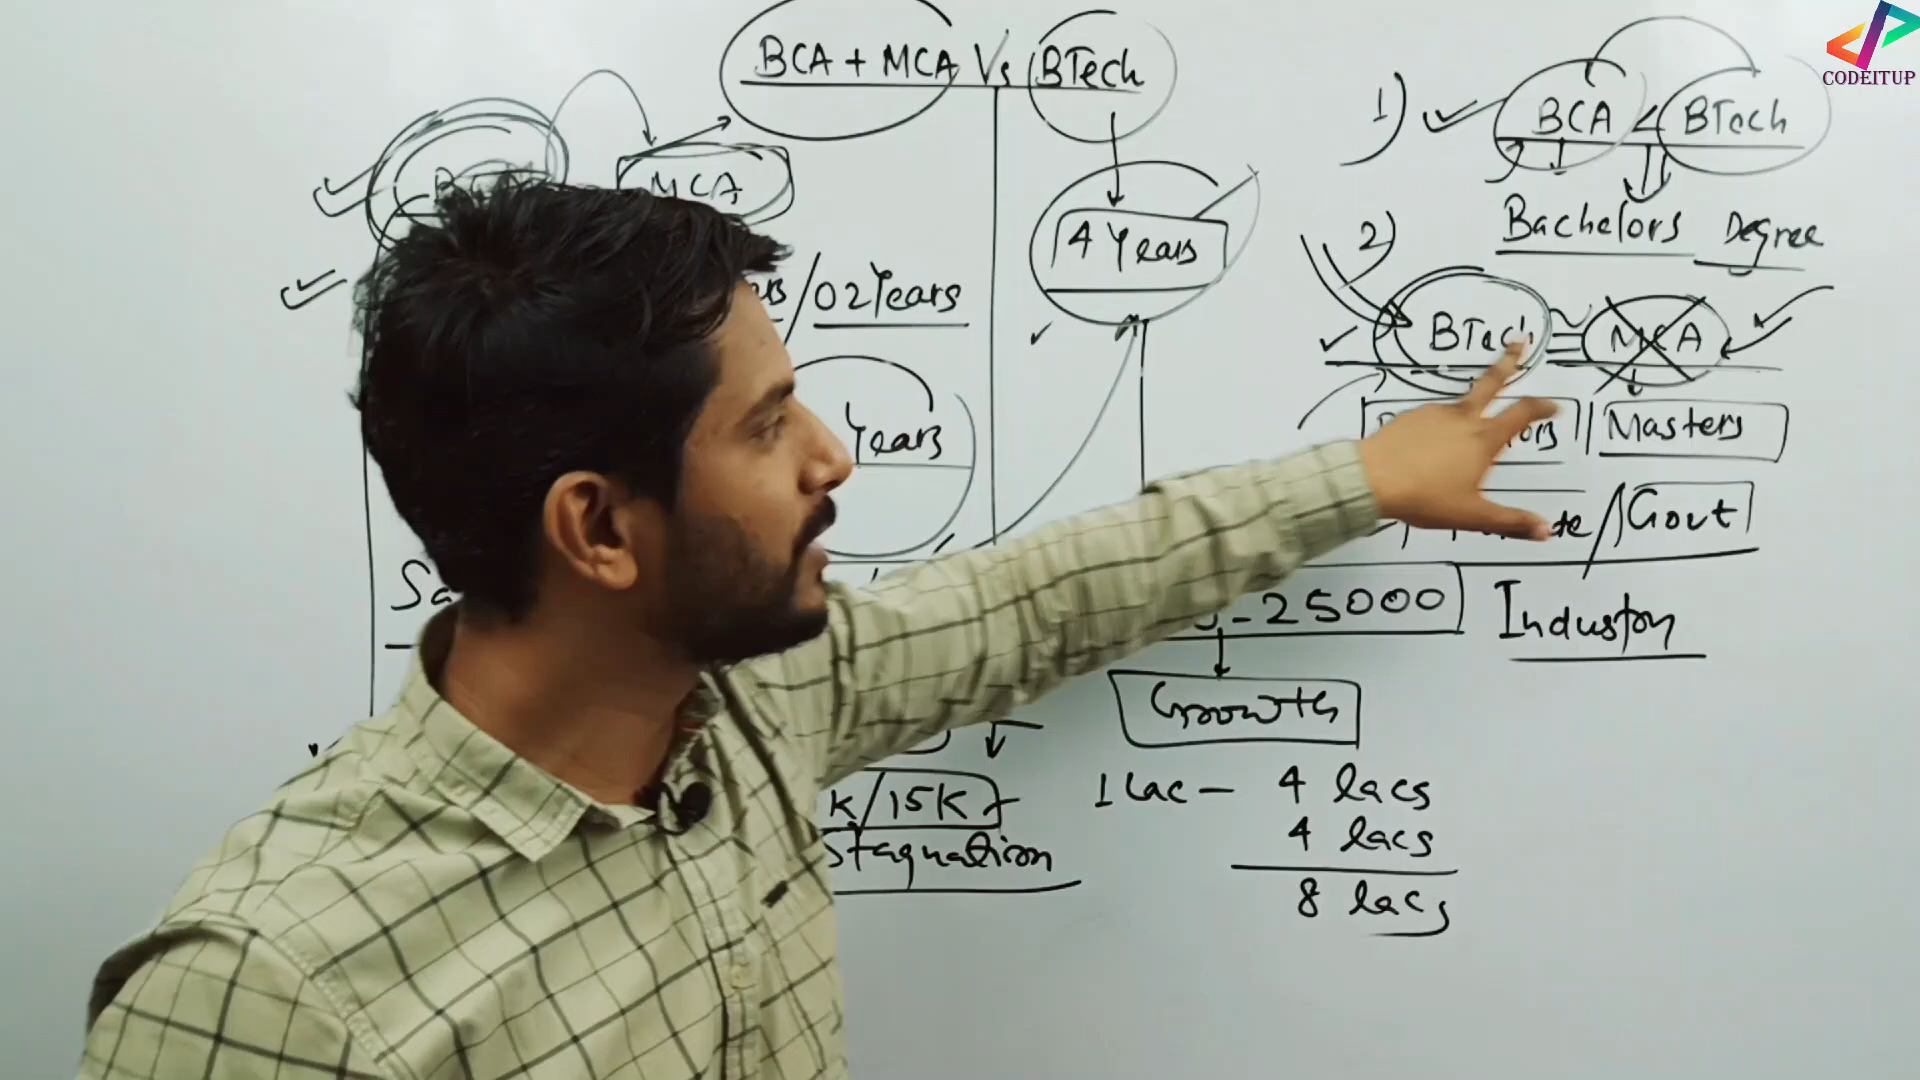 BCA + MCA Vs BTech
MCA
/02 Years
Years
4 Years
K/15K
Stagnation
25000
Growth
1 Lac - 4 lacs
4 lacs
8 lacs
1) BCA < BTech
Bachelors Degree
2)
BTech MCA
/ Masters
/ Govt
Industry
CODEITUP